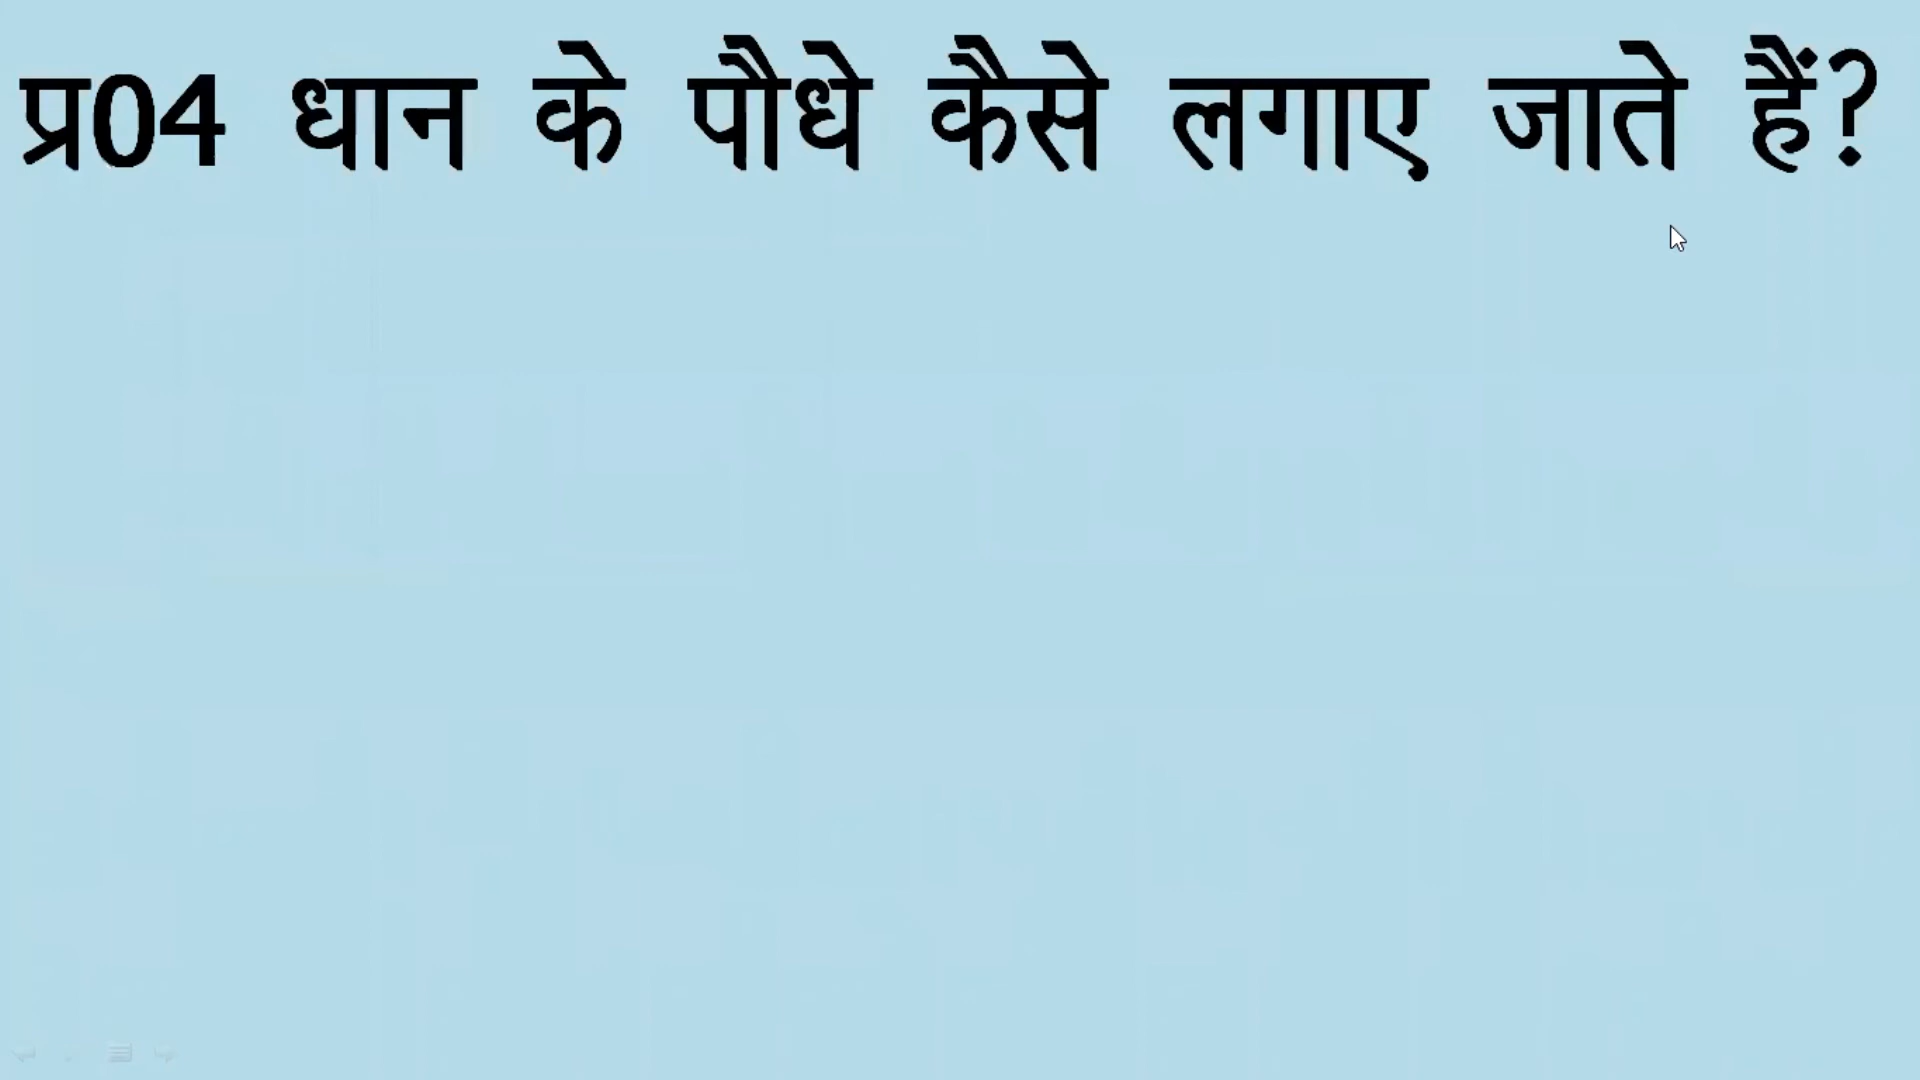 प्र04 धान के पौधे कैसे लगाए जाते हैं?